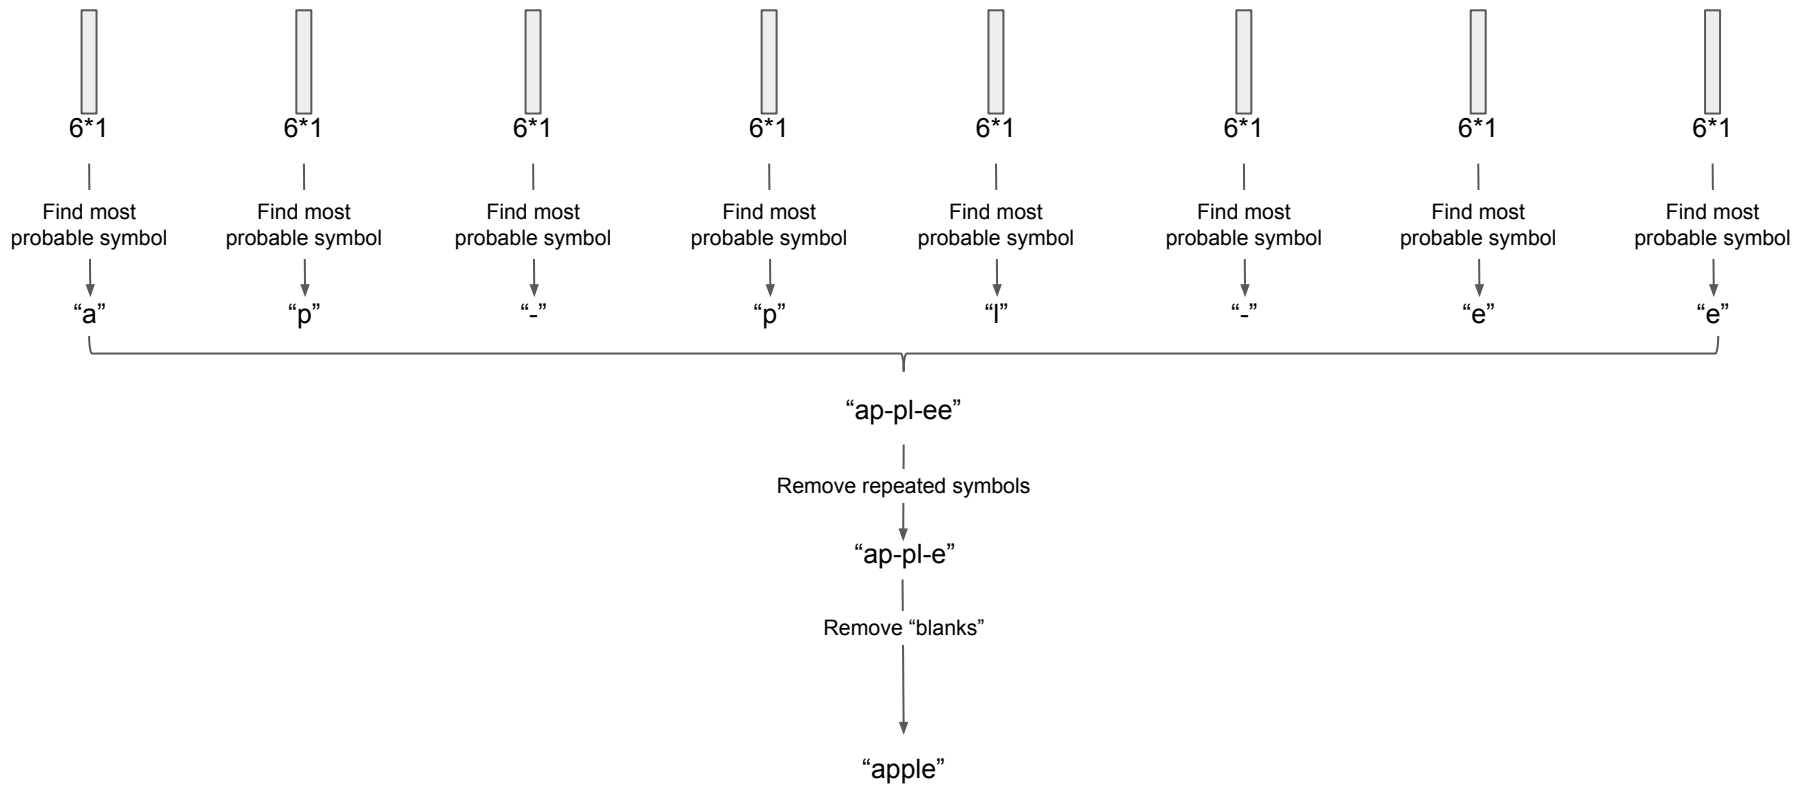 6*1 6*1 6*1 6*1 6*1 6*1 6*1 6*1
Find most Find most Find most Find most Find most Find most Find most Find most
probable symbol probable symbol probable symbol probable symbol probable symbol probable symbol probable symbol probable symbol
“a” “p” “-” “p” “l” “-” “e” “e”
“ap-pl-ee”
Remove repeated symbols
“ap-pl-e”
Remove “blanks”
“apple”